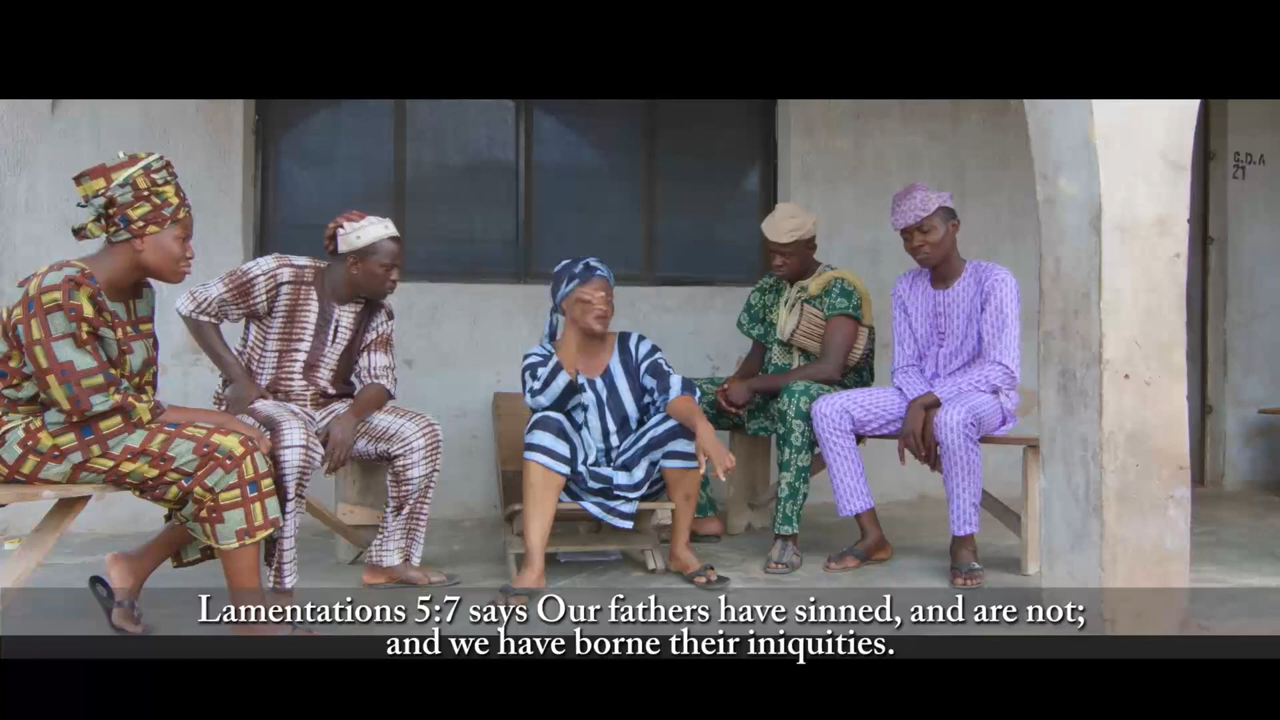 G.D.A
21
Lamentations 5:7 says Our fathers have sinned, and are not;
and we have borne their iniquities.